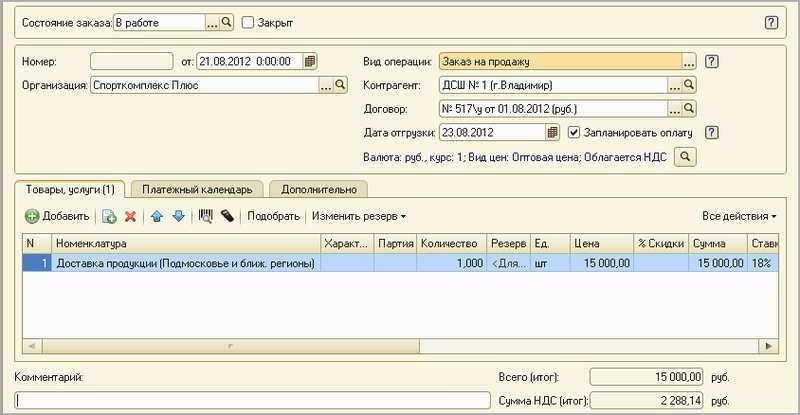 Состояние заказа: В работе ... Закрыт ?
Номер: от: 21.08.2012 0:00:00 Вид операции: Заказ на продажу ... ?
Организация: Спорткомплекс Плюс ... Контрагент: ДСШ № 1 (г.Владимир) ...
Договор: № 517\у от 01.08.2012 (руб.) ...
Дата отгрузки: 23.08.2012 Запланировать оплату ?
Валюта: руб., курс: 1; Вид цен: Оптовая цена; Облагается НДС
Товары, услуги (1) Платежный календарь Дополнительно
Добавить Подобрать Изменить резерв Все действия
N Номенклатура Характ... Партия Количество Резерв Ед. Цена % Скидки Сумма Ставк
1 Доставка продукции (Подмосковье и ближ. регионы) 1,000 <Для... шт 15 000,00 15 000,00 18%
Комментарий: Всего (итог): 15 000,00 руб.
Сумма НДС (итог): 2 288,14 руб.